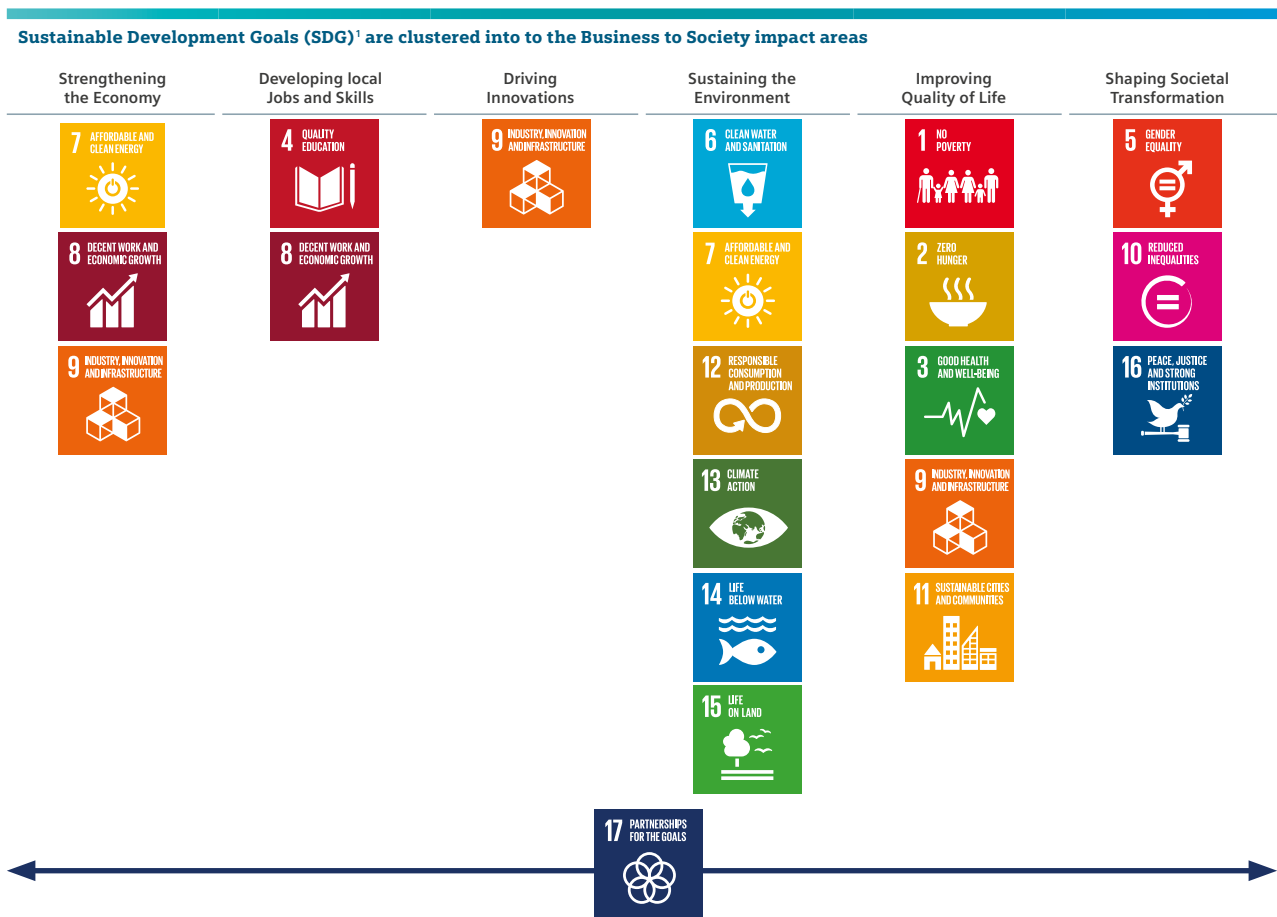 Sustainable Development Goals (SDG)¹ are clustered into to the Business to Society impact areas
Strengthening
the Economy
7 AFFORDABLE AND
CLEAN ENERGY
8 DECENT WORK AND
ECONOMIC GROWTH
9 INDUSTRY, INNOVATION
AND INFRASTRUCTURE
Developing local
Jobs and Skills
4 QUALITY
EDUCATION
8 DECENT WORK AND
ECONOMIC GROWTH
Driving
Innovations
9 INDUSTRY, INNOVATION
AND INFRASTRUCTURE
Sustaining the
Environment
6 CLEAN WATER
AND SANITATION
7 AFFORDABLE AND
CLEAN ENERGY
12 RESPONSIBLE
CONSUMPTION
AND PRODUCTION
13 CLIMATE
ACTION
14 LIFE
BELOW WATER
15 LIFE
ON LAND
Improving
Quality of Life
1 NO
POVERTY
2 ZERO
HUNGER
3 GOOD HEALTH
AND WELL-BEING
9 INDUSTRY, INNOVATION
AND INFRASTRUCTURE
11 SUSTAINABLE CITIES
AND COMMUNITIES
Shaping Societal
Transformation
5 GENDER
EQUALITY
10 REDUCED
INEQUALITIES
16 PEACE, JUSTICE
AND STRONG
INSTITUTIONS
17 PARTNERSHIPS
FOR THE GOALS